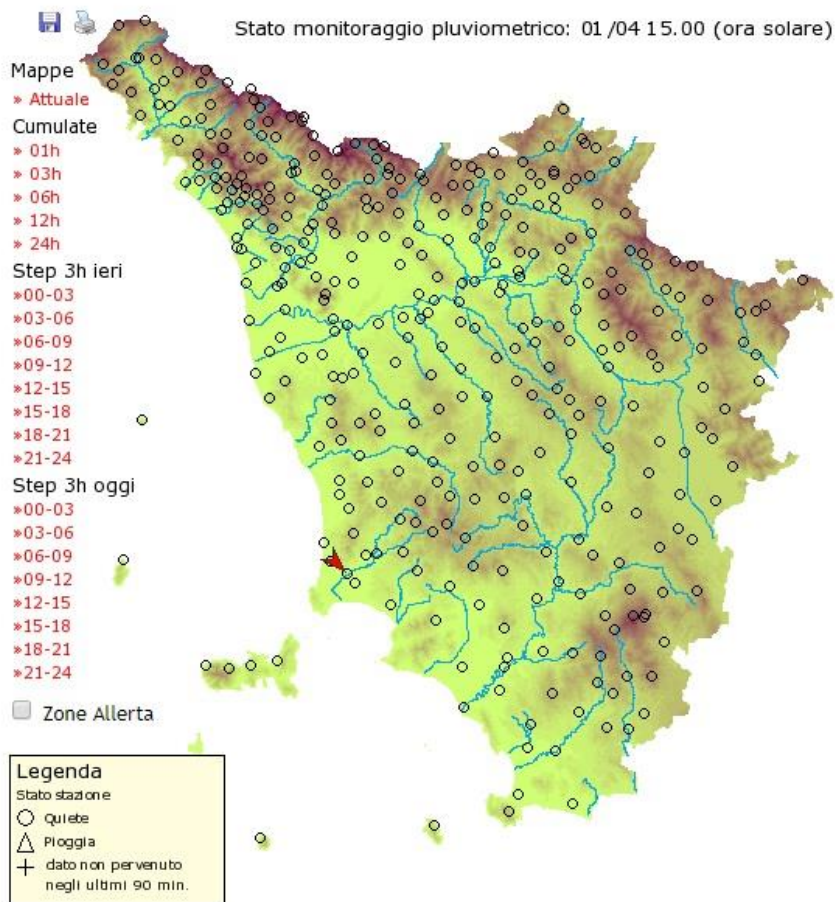 Stato monitoraggio pluviometrico: 01/04 15.00 (ora solare)
Mappe
» Attuale
Cumulate
» 01h
» 03h
» 06h
» 12h
» 24h
Step 3h ieri
»00-03
»03-06
»06-09
»09-12
»12-15
»15-18
»18-21
»21-24
Step 3h oggi
»00-03
»03-06
»06-09
»09-12
»12-15
»15-18
»18-21
»21-24
Zone Allerta
Legenda
Stato stazione
Quiete
Pioggia
dato non pervenuto
negli ultimi 90 min.